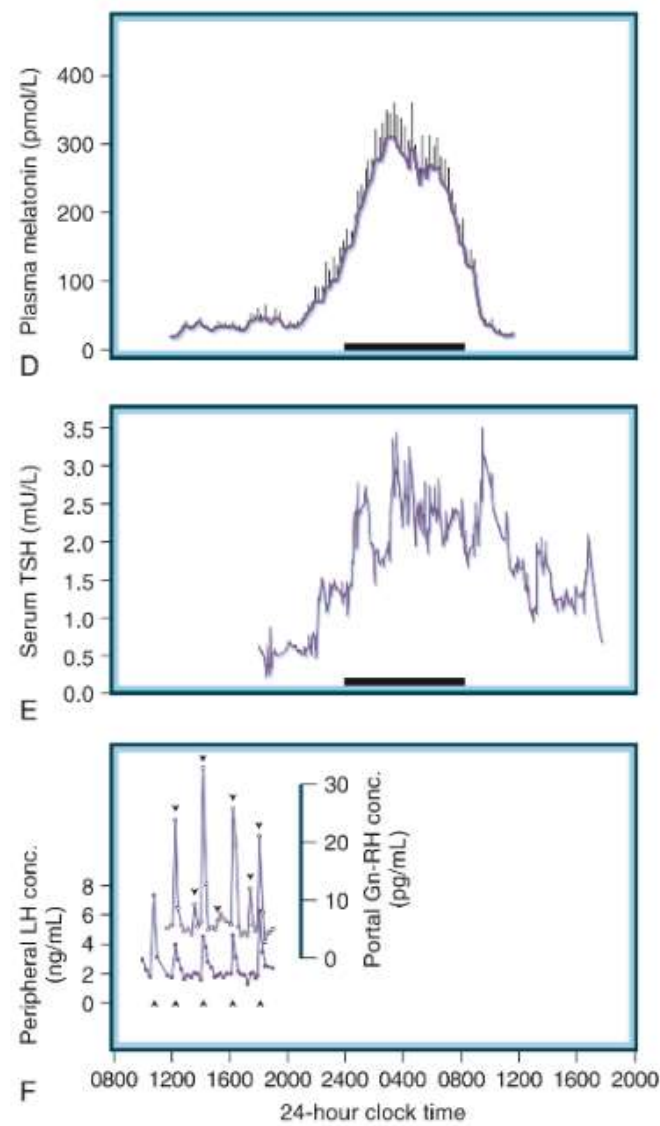 Plasma melatonin (pmol/L)
400
300
200
100
0
D
Serum TSH (mU/L)
3.5
3.0
2.5
2.0
1.5
1.0
0.5
0.0
E
Peripheral LH conc.
(ng/mL)
8
6
4
2
0
30
20
10
0
Portal Gn-RH conc.
(pg/mL)
F
0800 1200 1600 2000 2400 0400 0800 1200 1600 2000
24-hour clock time